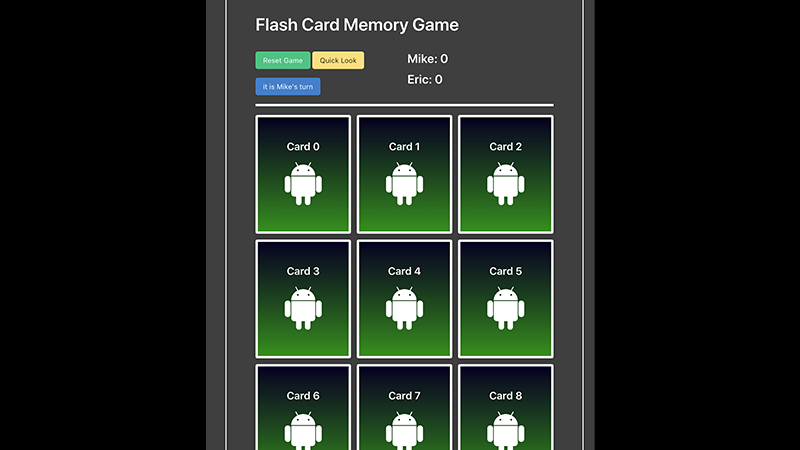 Flash Card Memory Game
Reset Game Quick Look
Mike: 0
Eric: 0
it is Mike's turn
Card 0 Card 1 Card 2
Card 3 Card 4 Card 5
Card 6 Card 7 Card 8